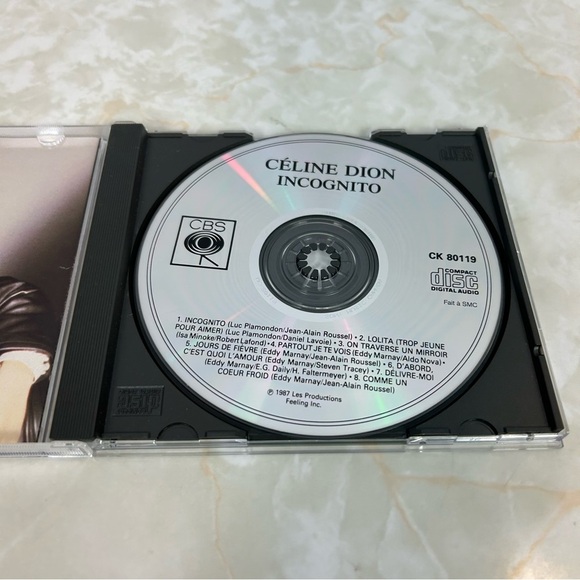 CÉLINE DION
INCOGNITO
CBS
CK 80119
COMPACT
disc
DIGITAL AUDIO
Fait à SMC
1. INCOGNITO (Luc Plamondon/Jean-Alain Roussel) • 2. LOLITA (TROP JEUNE
POUR AIMER) (Luc Plamondon/Daniel Lavoie) • 3. ON TRAVERSE UN MIRROIR
(Isa Minoke/Robert Lafond) • 4. PARTOUT JE TE VOIS (Eddy Marnay/Aldo Nova)
5. JOURS DE FIÈVRE (Eddy Marnay/Jean-Alain Roussel) • 6. D'ABORD,
C'EST QUOI L'AMOUR (Eddy Marnay/Steven Tracey) • 7. DÉLIVRE-MOI
(Eddy Marnay/E.G. Daily/H. Faltermeyer) • 8. COMME UN
COEUR FROID (Eddy Marnay/Jean-Alain Roussel)
℗ 1987 Les Productions
Feeling Inc.